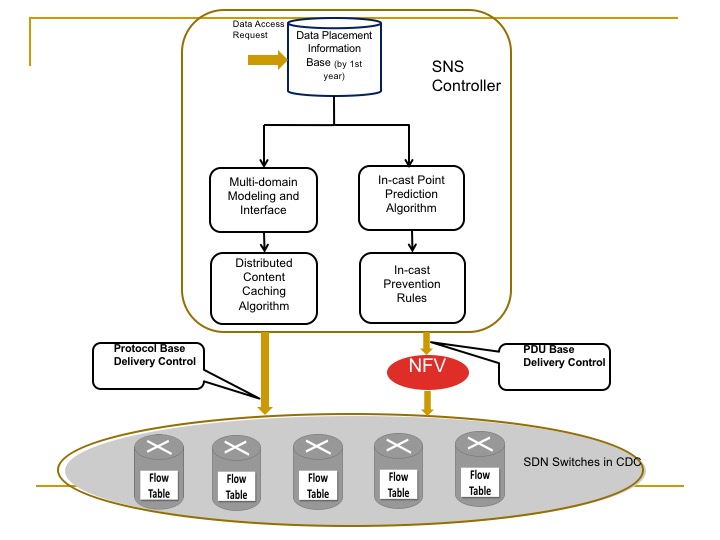 Data Access
Request
Data Placement
Information
Base (by 1st
year)
SNS
Controller
Multi-domain
Modeling and
Interface
In-cast Point
Prediction
Algorithm
Distributed
Content
Caching
Algorithm
In-cast
Prevention
Rules
Protocol Base
Delivery Control
NFV
PDU Base
Delivery Control
SDN Switches in CDC
Flow
Table
Flow
Table
Flow
Table
Flow
Table
Flow
Table